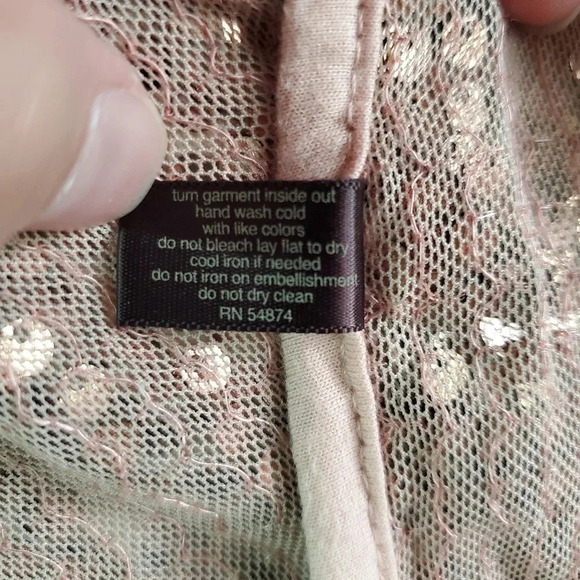 turn garment inside out
hand wash cold
with like colors
do not bleach lay flat to dry
cool iron if needed
do not iron on embellishment
do not dry clean
RN 54874